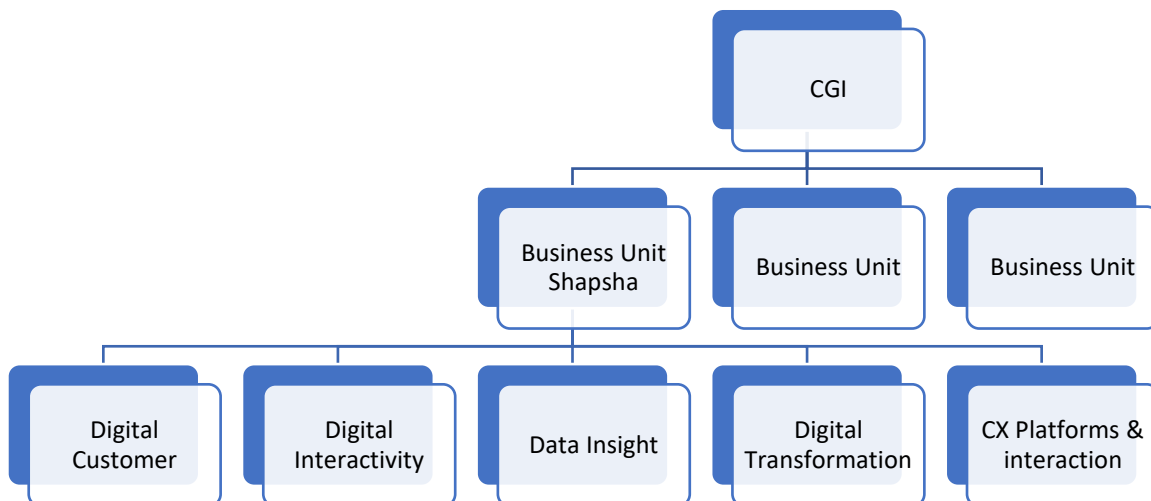 CGI
Business Unit
Shapsha
Business Unit
Business Unit
Digital
Customer
Digital
Interactivity
Data Insight
Digital
Transformation
CX Platforms &
interaction